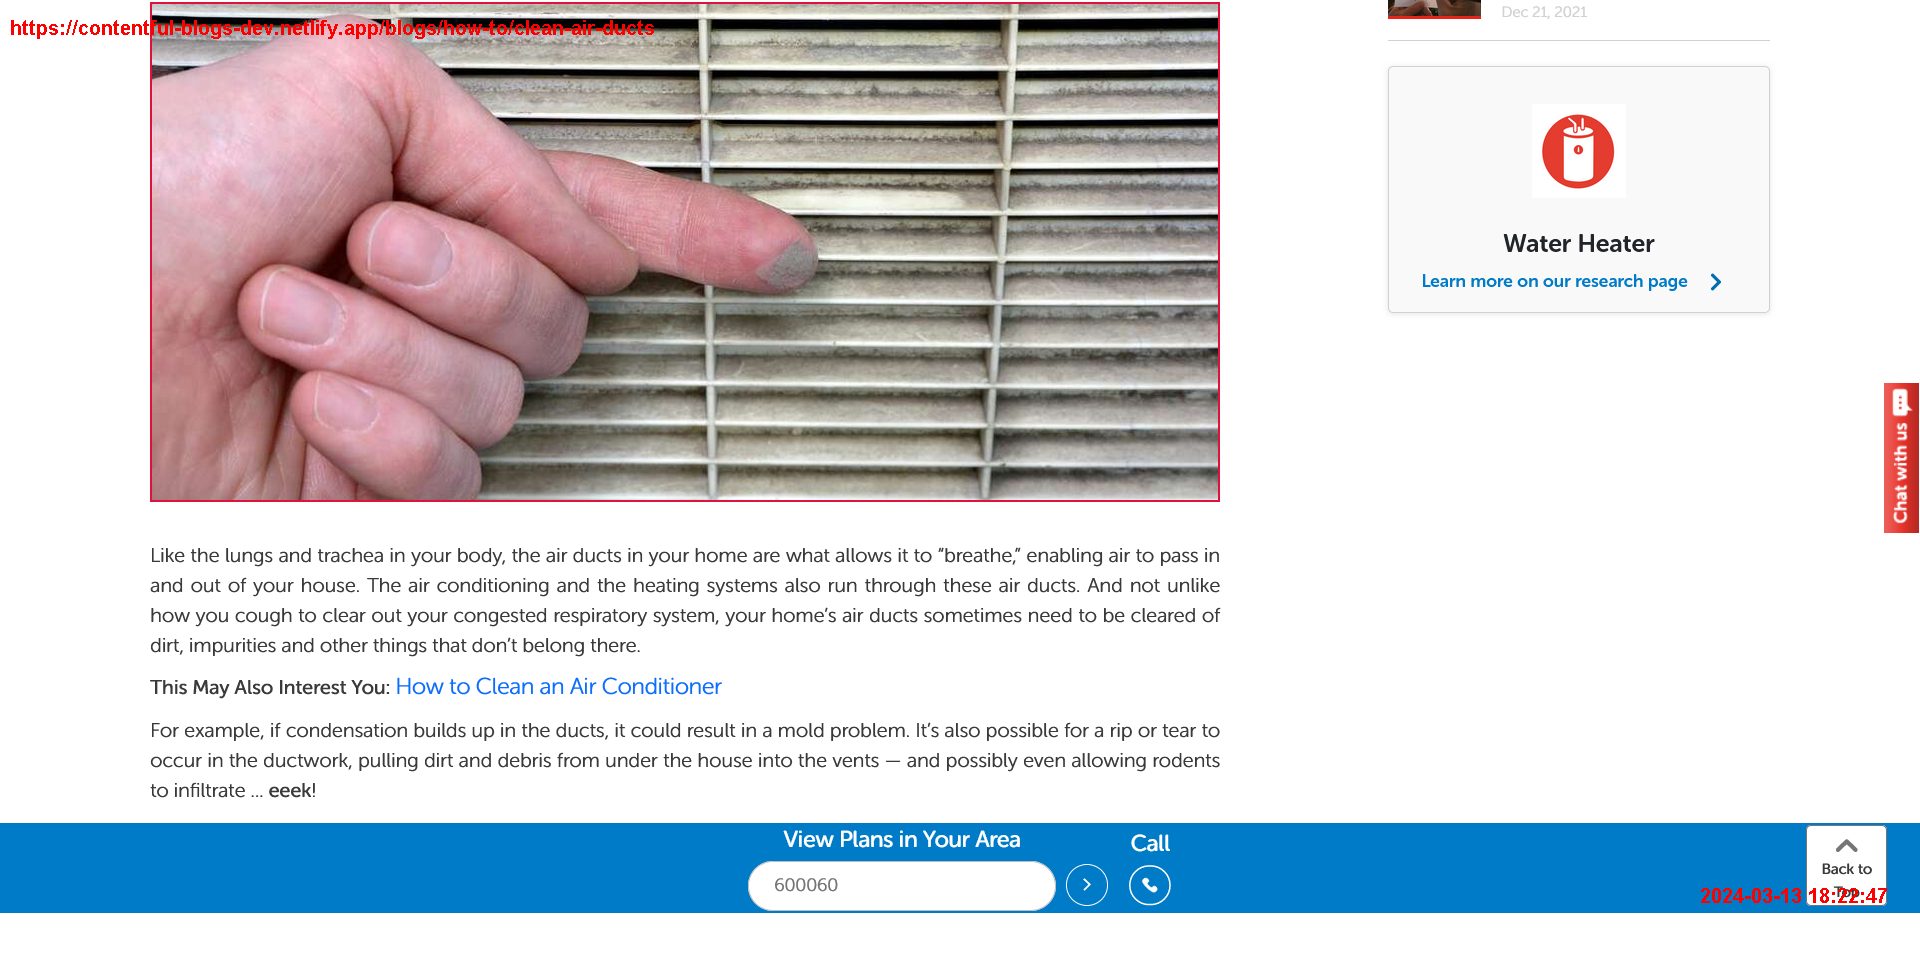 https://contentful-blogs-dev.netlify.app/blogs/how-to/clean-air-ducts
Dec 21, 2021
Water Heater
Learn more on our research page
Chat with us
Like the lungs and trachea in your body, the air ducts in your home are what allows it to “breathe,” enabling air to pass in
and out of your house. The air conditioning and the heating systems also run through these air ducts. And not unlike
how you cough to clear out your congested respiratory system, your home’s air ducts sometimes need to be cleared of
dirt, impurities and other things that don’t belong there.
This May Also Interest You: How to Clean an Air Conditioner
For example, if condensation builds up in the ducts, it could result in a mold problem. It’s also possible for a rip or tear to
occur in the ductwork, pulling dirt and debris from under the house into the vents — and possibly even allowing rodents
to infiltrate ... eeek!
View Plans in Your Area
Call
600060
Back to
Top
2024-03-13 18:22:47